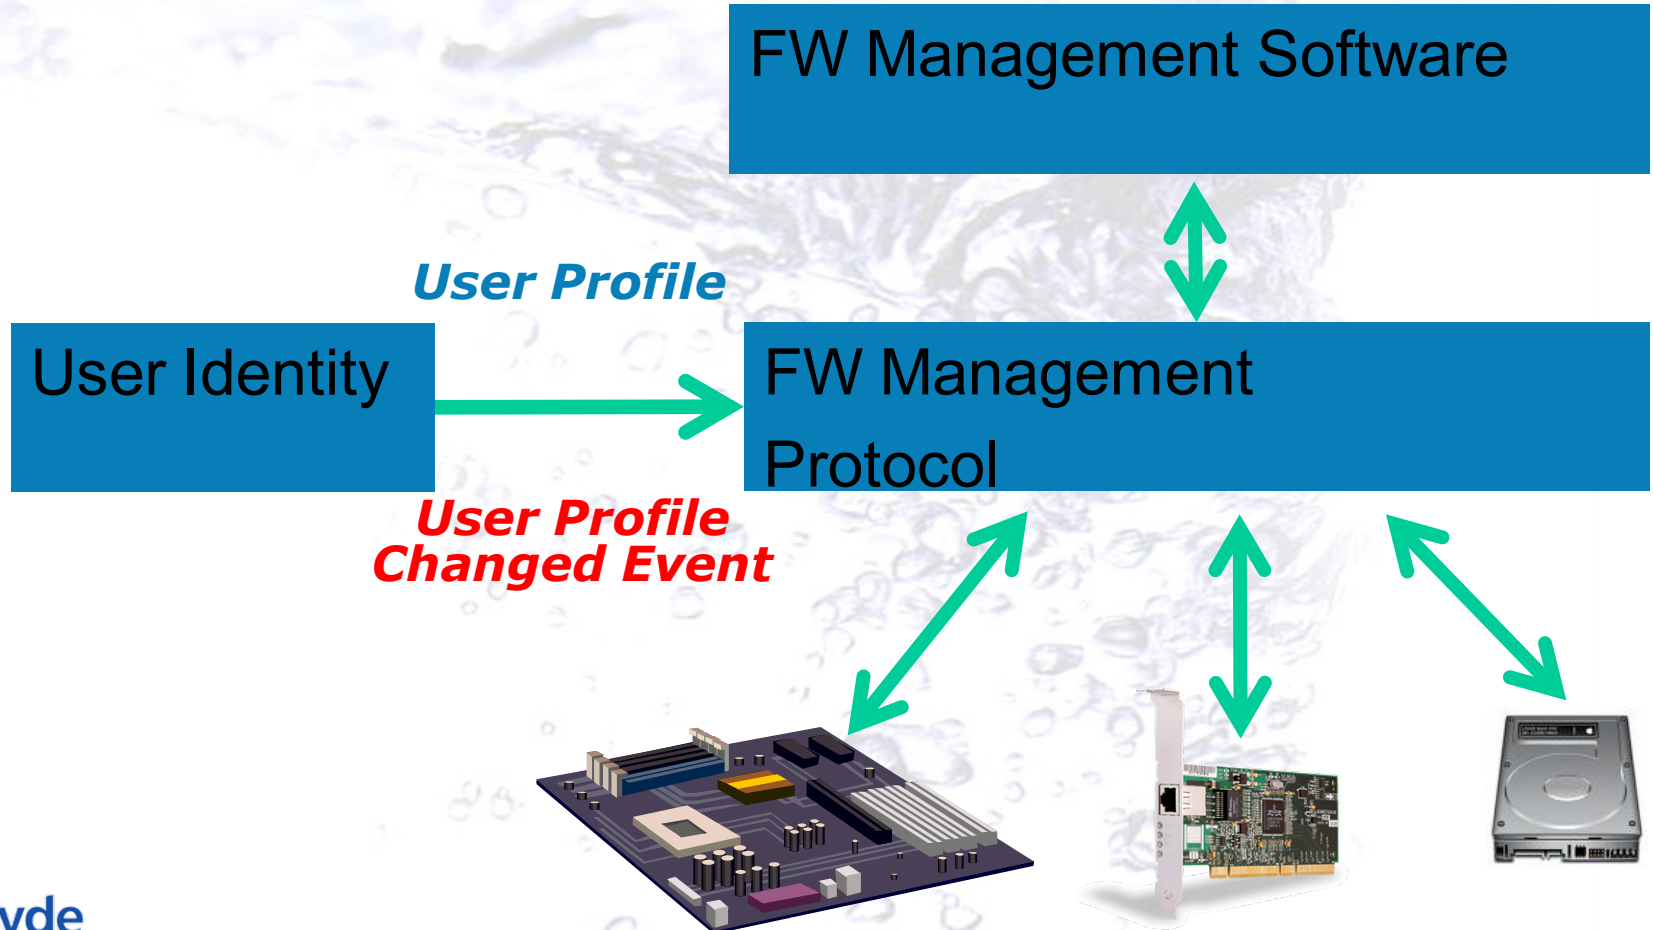 FW Management Software
User Profile
User Identity
FW Management
Protocol
User Profile
Changed Event